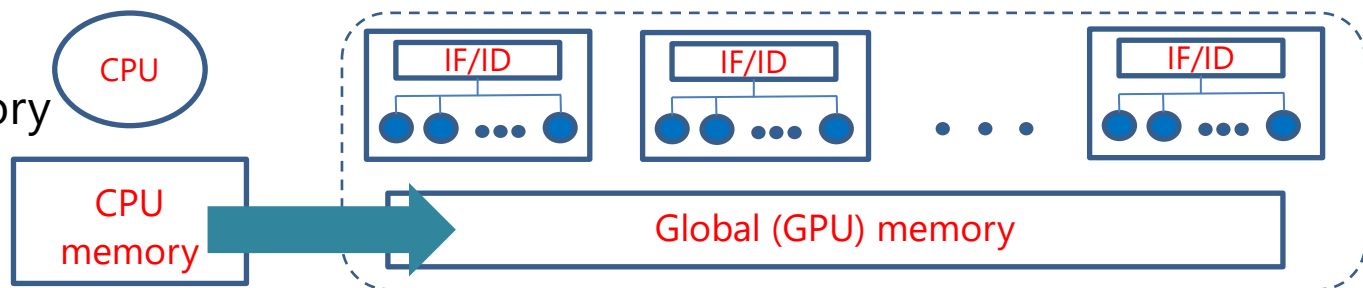 CPU
ory
CPU
memory
IF/ID
IF/ID
IF/ID
Global (GPU) memory